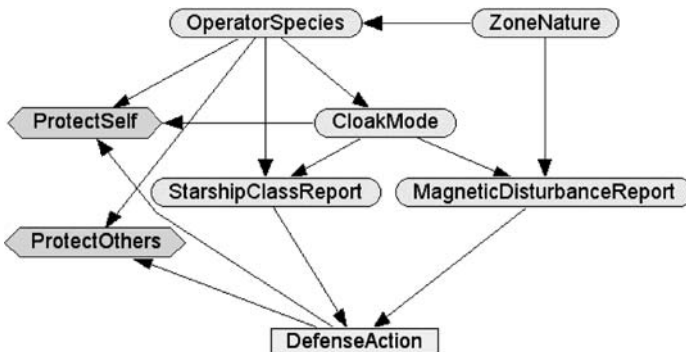 OperatorSpecies
ZoneNature
ProtectSelf
CloakMode
StarshipClassReport
MagneticDisturbanceReport
ProtectOthers
DefenseAction